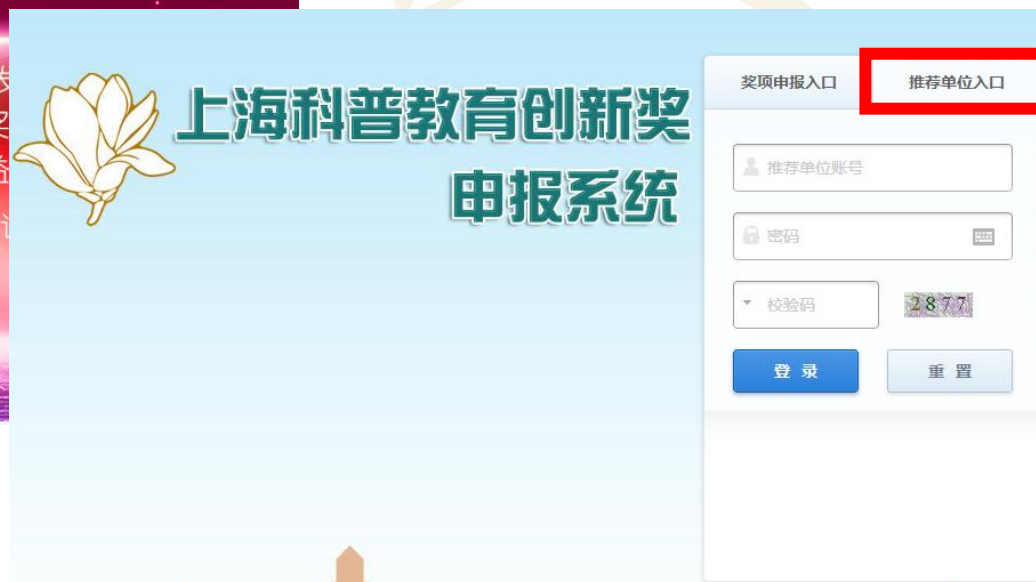 上海科普教育创新奖
申报系统
奖项申报入口
推荐单位入口
推荐单位账号
密码
校验码
2877
登 录
重 置